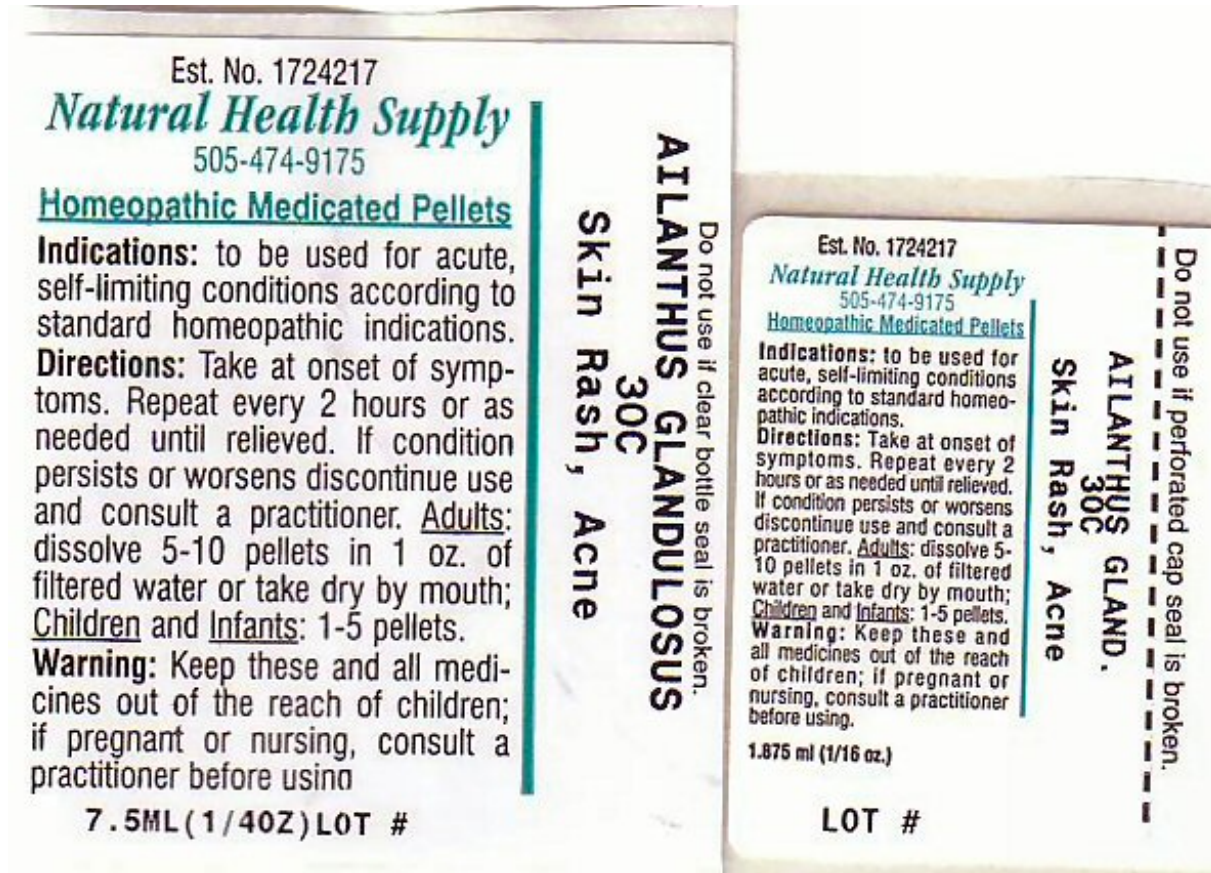 Est. No. 1724217
Natural Health Supply
505-474-9175
Homeopathic Medicated Pellets
Indications: to be used for acute,
self-limiting conditions according to
standard homeopathic indications.
Directions: Take at onset of symp-
toms. Repeat every 2 hours or as
needed until relieved. If condition
persists or worsens discontinue use
and consult a practitioner. Adults:
dissolve 5-10 pellets in 1 oz. of
filtered water or take dry by mouth;
Children and Infants: 1-5 pellets.
Warning: Keep these and all medi-
cines out of the reach of children;
if pregnant or nursing, consult a
practitioner before using
7.5ML(1/4OZ)LOT #
Do not use if clear bottle seal is broken.
AILANTHUS GLANDULOSUS
30C
Skin Rash, Acne
Est. No. 1724217
Natural Health Supply
505-474-9175
Homeopathic Medicated Pellets
Indications: to be used for
acute, self-limiting conditions
according to standard homeo-
pathic indications.
Directions: Take at onset of
symptoms. Repeat every 2
hours or as needed until relieved.
If condition persists or worsens
discontinue use and consult a
practitioner. Adults: dissolve 5-
10 pellets in 1 oz. of filtered
water or take dry by mouth;
Children and Infants: 1-5 pellets.
Warning: Keep these and
all medicines out of the reach
of children; if pregnant or
nursing, consult a practitioner
before using.
1.875 ml (1/16 oz.)
LOT #
Do not use if perforated cap seal is broken.
AILANTHUS GLAND.
30C
Skin Rash, Acne